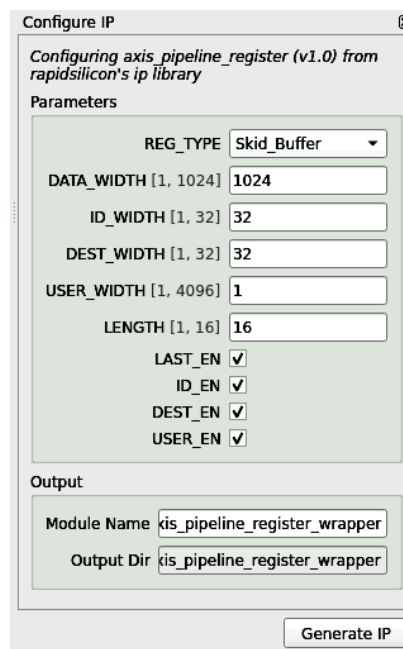 Configure IP
Configuring axis_pipeline_register (v1.0) from
rapidsilicon's ip library
Parameters
REG_TYPE Skid_Buffer
DATA_WIDTH [1, 1024] 1024
ID_WIDTH [1, 32] 32
DEST_WIDTH [1, 32] 32
USER_WIDTH [1, 4096] 1
LENGTH [1, 16] 16
LAST_EN
ID_EN
DEST_EN
USER_EN
Output
Module Name xis_pipeline_register_wrapper
Output Dir xis_pipeline_register_wrapper
Generate IP